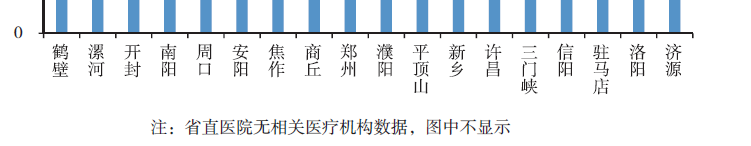 0
鹤壁 漯河 开封 南阳 周口 安阳 焦作 商丘 郑州 濮阳 平顶山 新乡 许昌 三门峡 信阳 驻马店 洛阳 济源
注：省直医院无相关医疗机构数据，图中不显示